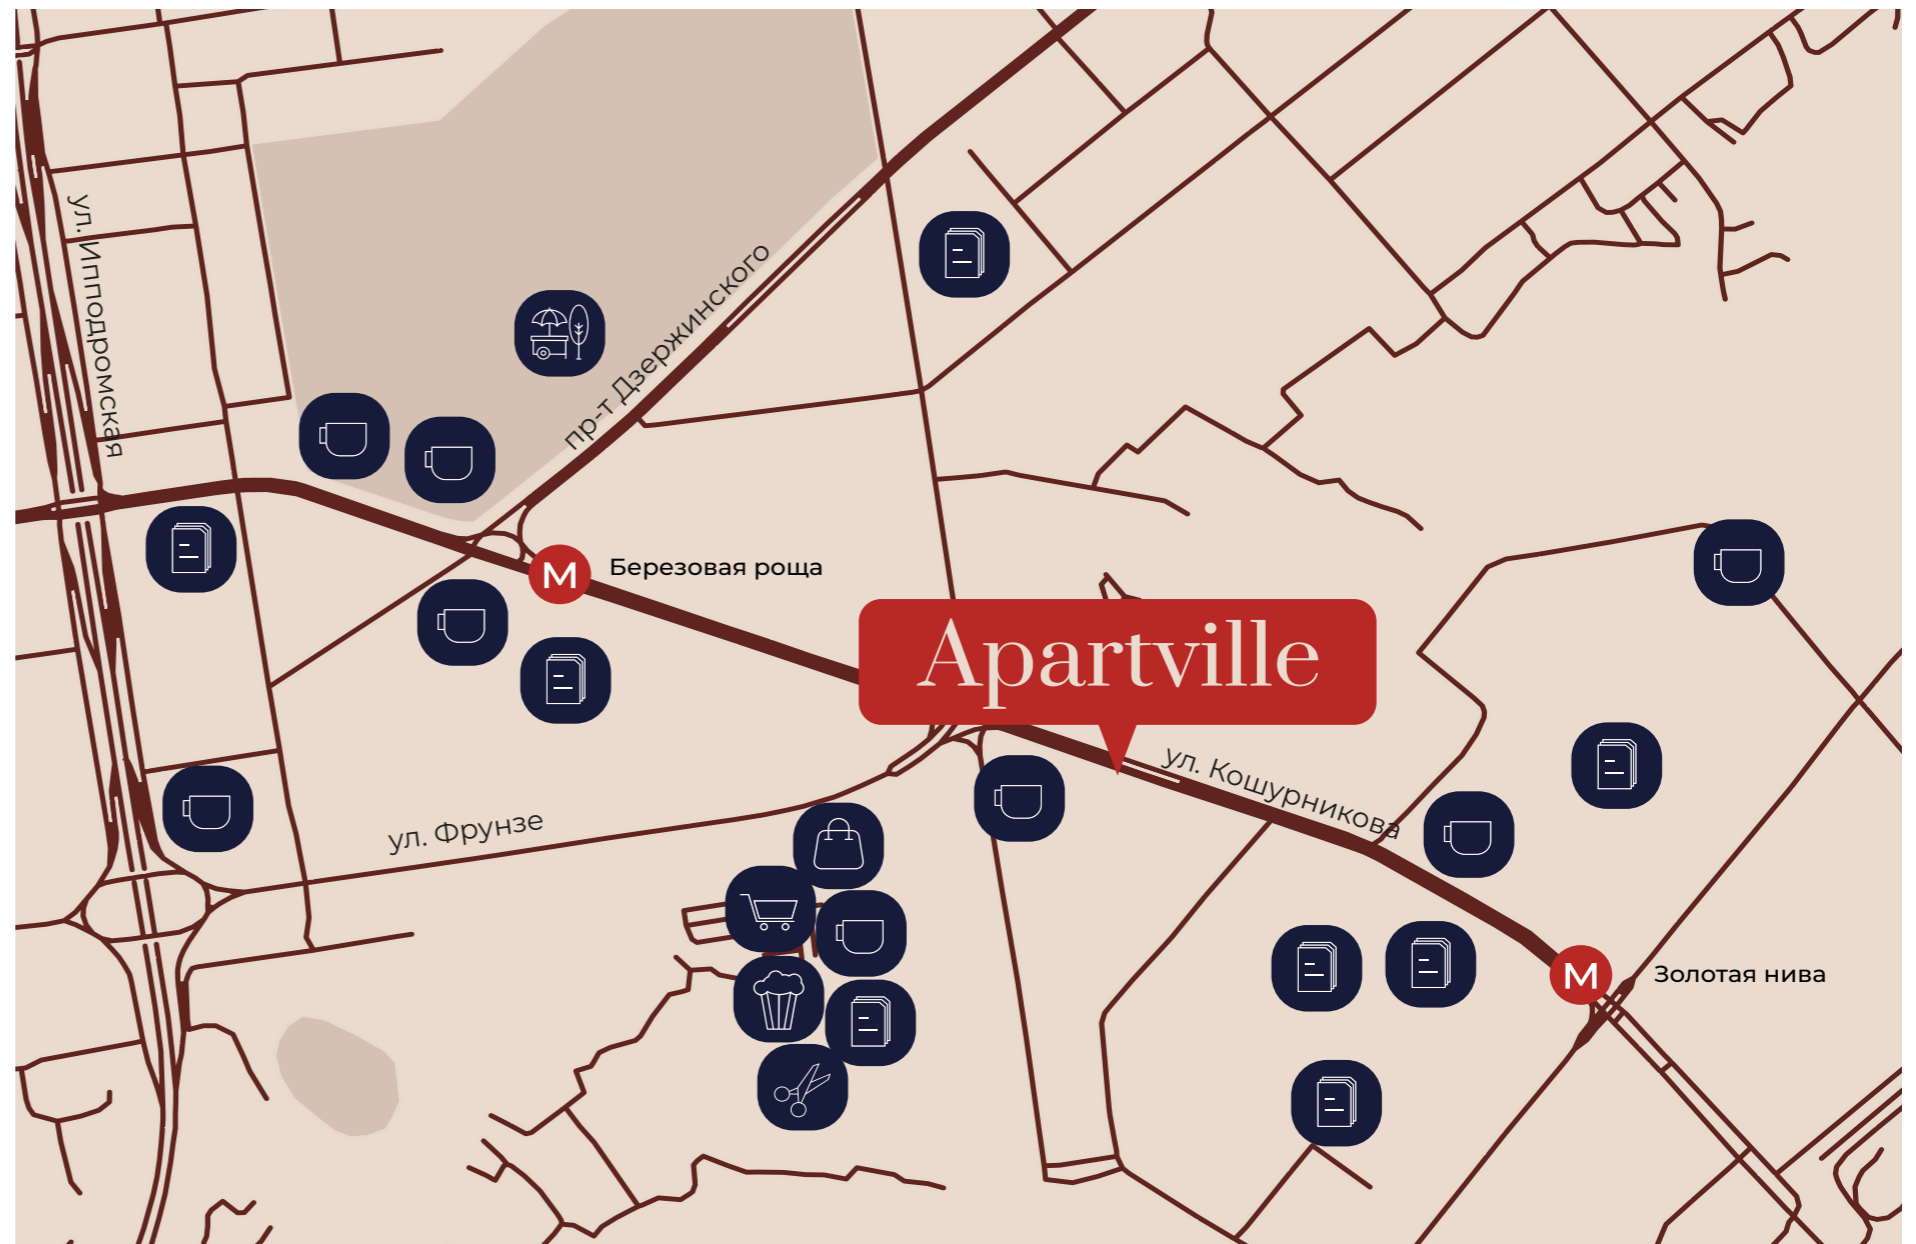 ул. Ипподромская
пр-т Дзержинского
М
Березовая роща
Apartville
ул. Кошурникова
ул. Фрунзе
М
Золотая нива